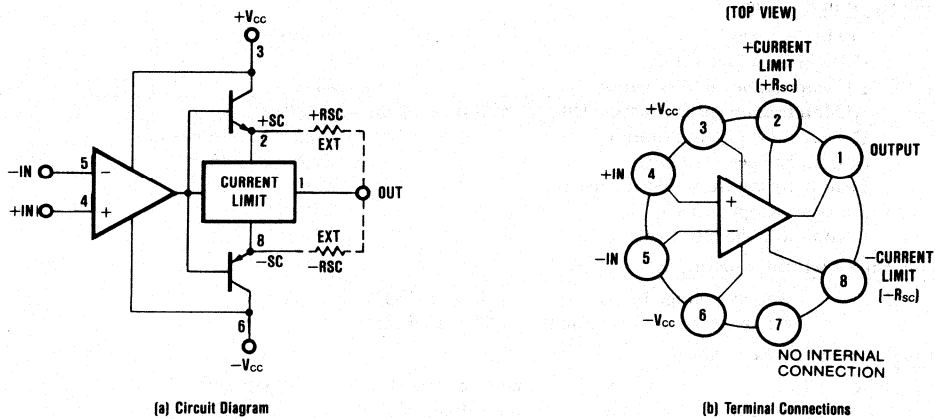 +VCC
3
+SC
+RSC
2
EXT
-IN
5
-
+IN
4
+
CURRENT
LIMIT
1
OUT
8
EXT
-SC
-RSC
6
-VCC
(a) Circuit Diagram
(TOP VIEW)
+CURRENT
LIMIT
(+RSC)
+VCC
3
2
1
OUTPUT
+IN
4
+
-
-IN
5
-CURRENT
LIMIT
(-RSC)
8
-VCC
6
7
NO INTERNAL
CONNECTION
(b) Terminal Connections